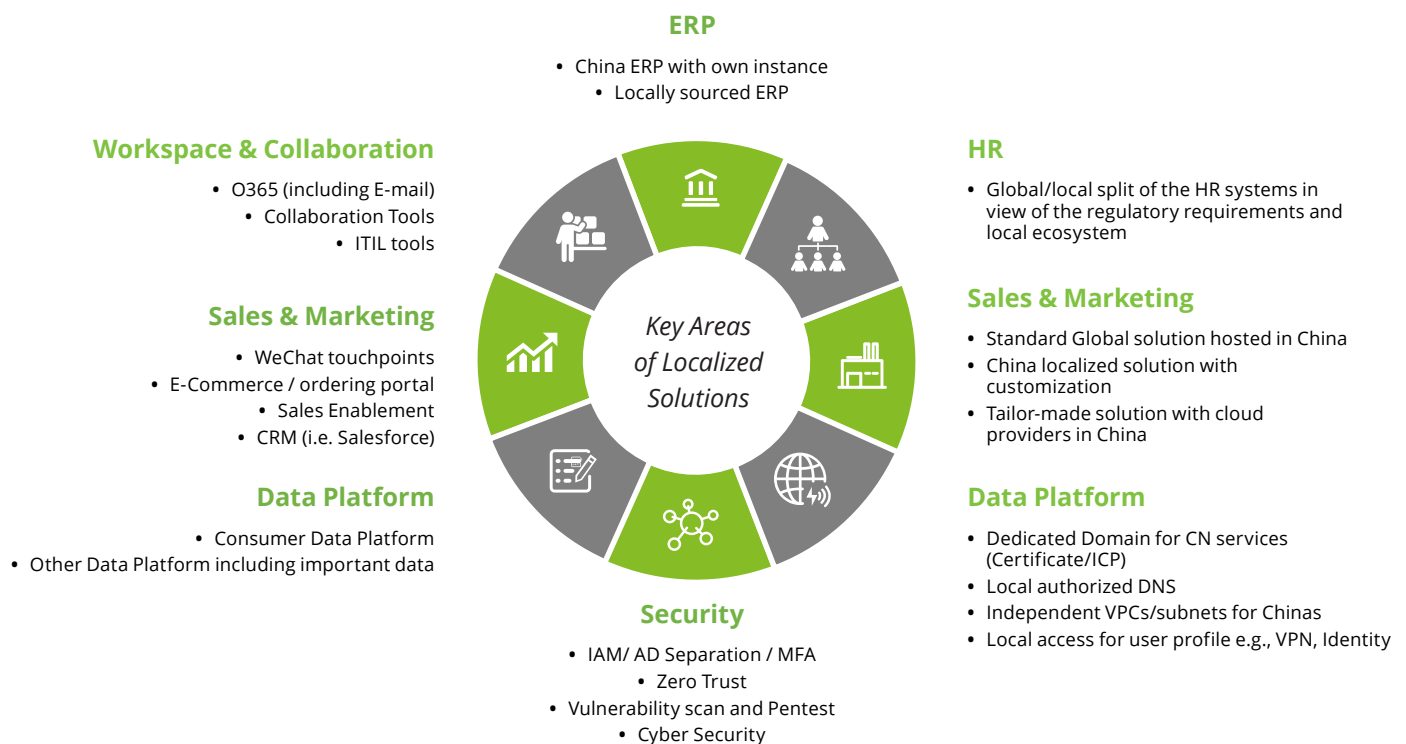 ERP
• China ERP with own instance
• Locally sourced ERP
Workspace & Collaboration
• O365 (including E-mail)
• Collaboration Tools
• ITIL tools
Sales & Marketing
• WeChat touchpoints
• E-Commerce / ordering portal
• Sales Enablement
• CRM (i.e. Salesforce)
Data Platform
• Consumer Data Platform
• Other Data Platform including important data
Key Areas
of Localized
Solutions
HR
• Global/local split of the HR systems in
view of the regulatory requirements and
local ecosystem
Sales & Marketing
• Standard Global solution hosted in China
• China localized solution with
customization
• Tailor-made solution with cloud
providers in China
Data Platform
• Dedicated Domain for CN services
(Certificate/ICP)
• Local authorized DNS
• Independent VPCs/subnets for Chinas
• Local access for user profile e.g., VPN, Identity
Security
• IAM/ AD Separation / MFA
• Zero Trust
• Vulnerability scan and Pentest
• Cyber Security